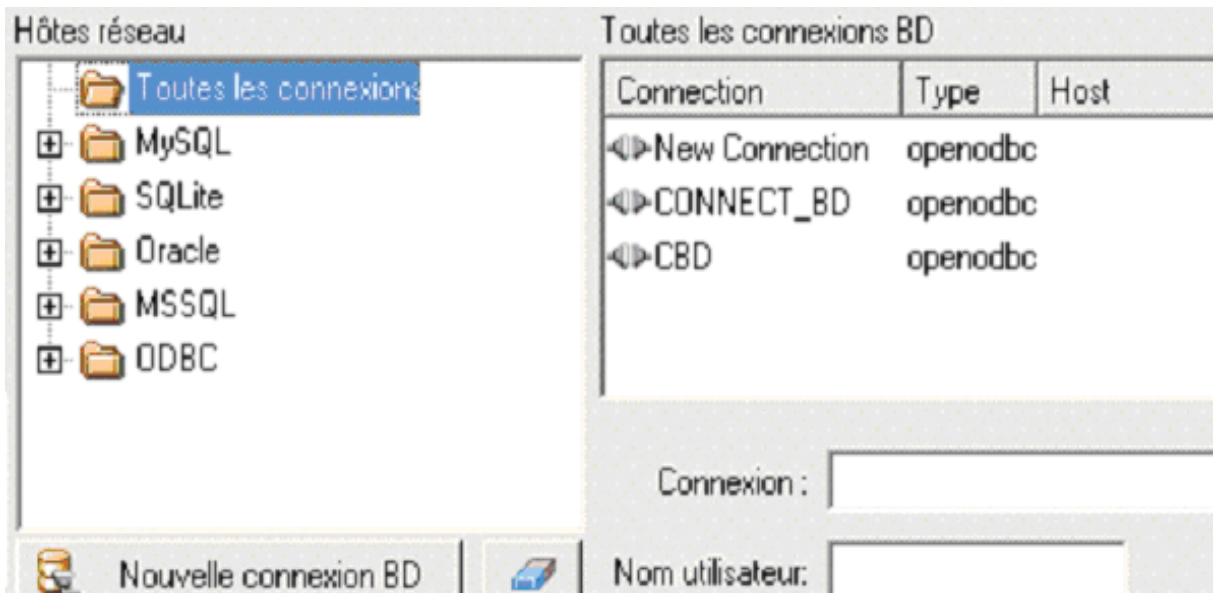 Hôtes réseau
Toutes les connexions
MySQL
SQLite
Oracle
MSSQL
ODBC
Nouvelle connexion BD
Toutes les connexions BD
Connection Type Host
New Connection openodbc
CONNECT_BD openodbc
CBD openodbc
Connexion :
Nom utilisateur: